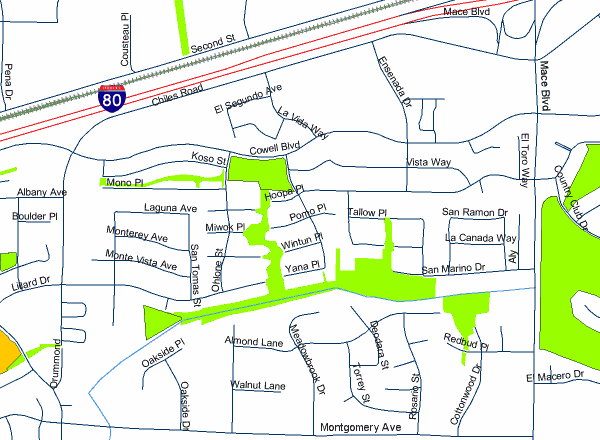 Mace Blvd
Cousteau Pl
Second St
Pena Dr
Ensenada Dr
Mace Blvd
80
Chiles Road
El Segundo Ave
La Vida Way
Cowell Blvd
El Toro Way
Koso St
Vista Way
Country Club Dr
Mono Pl
Albany Ave
Hoopa Pl
Laguna Ave
Pomo Pl
Tallow Pl
San Ramon Dr
Boulder Pl
Miwok Pl
Monterey Ave
Wintun Pl
La Canada Way
Monte Vista Ave
San Tomas St
Ohlone St
Yana Pl
San Marino Dr
Alv
Lillard Dr
Drummond
Oakside Pl
Almond Lane
Meadowbrook Dr
Deodara St
Redbud Pl
Walnut Lane
Torrey St
Rosario St
Cottonwood Dr
El Macero Dr
Oakside Dr
Montgomery Ave